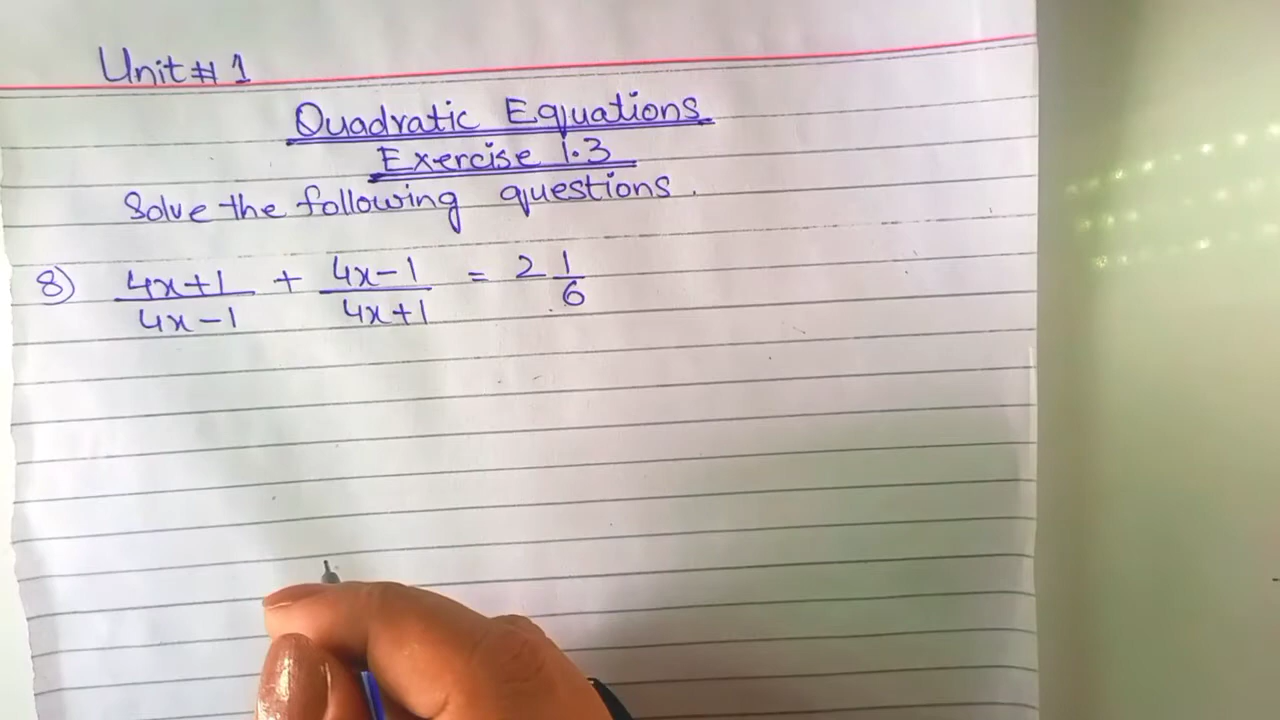 Unit # 1
Quadratic Equations
Exercise 1.3
Solve the following questions.
8) (4x+1)/(4x-1) + (4x-1)/(4x+1) = 2 1/6